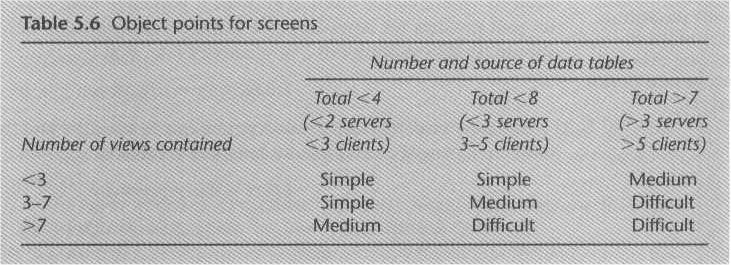 Table 5.6 Object points for screens
Number and source of data tables
Total <4 Total <8 Total >7
(<2 servers (<3 servers (>3 servers
Number of views contained <3 clients) 3–5 clients) >5 clients)
<3 Simple Simple Medium
3–7 Simple Medium Difficult
>7 Medium Difficult Difficult